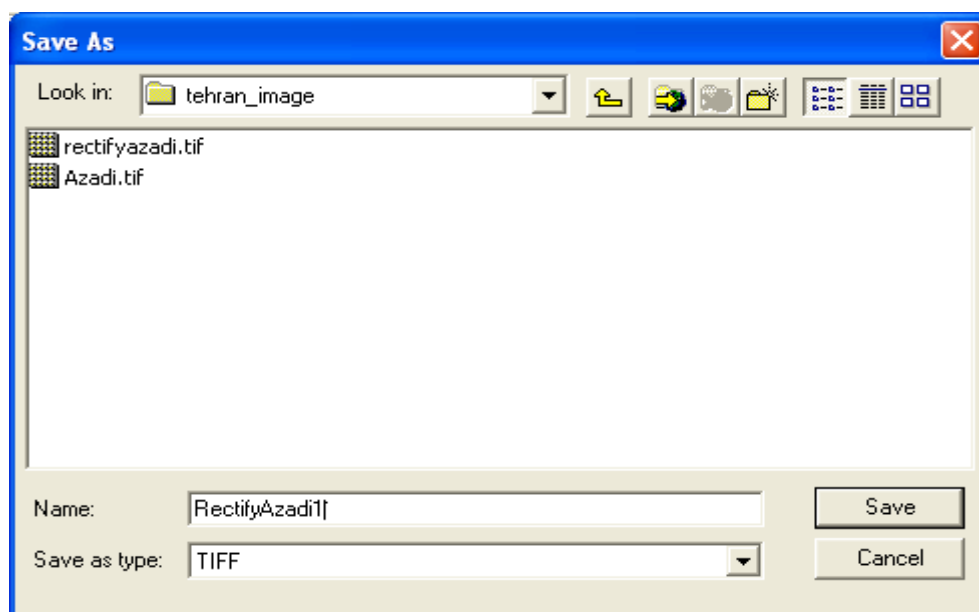 Save As
Look in: tehran_image
rectifyazadi.tif
Azadi.tif
Name: RectifyAzadi1 Save
Save as type: TIFF Cancel